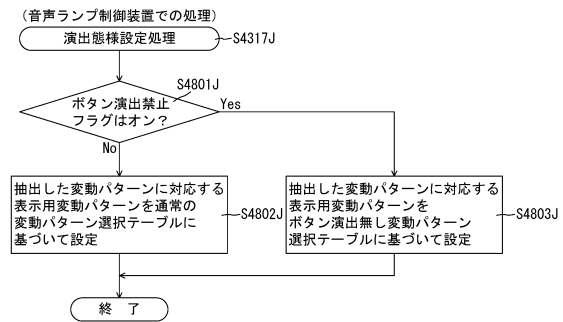 (音声ランプ制御装置での処理)
演出態様設定処理
S4317J
S4801J
ボタン演出禁止
フラグはオン?
Yes
No
抽出した変動パターンに対応する
表示用変動パターンを通常の
変動パターン選択テーブルに
基づいて設定
S4802J
抽出した変動パターンに対応する
表示用変動パターンを
ボタン演出無し変動パターン
選択テーブルに基づいて設定
S4803J
終 了